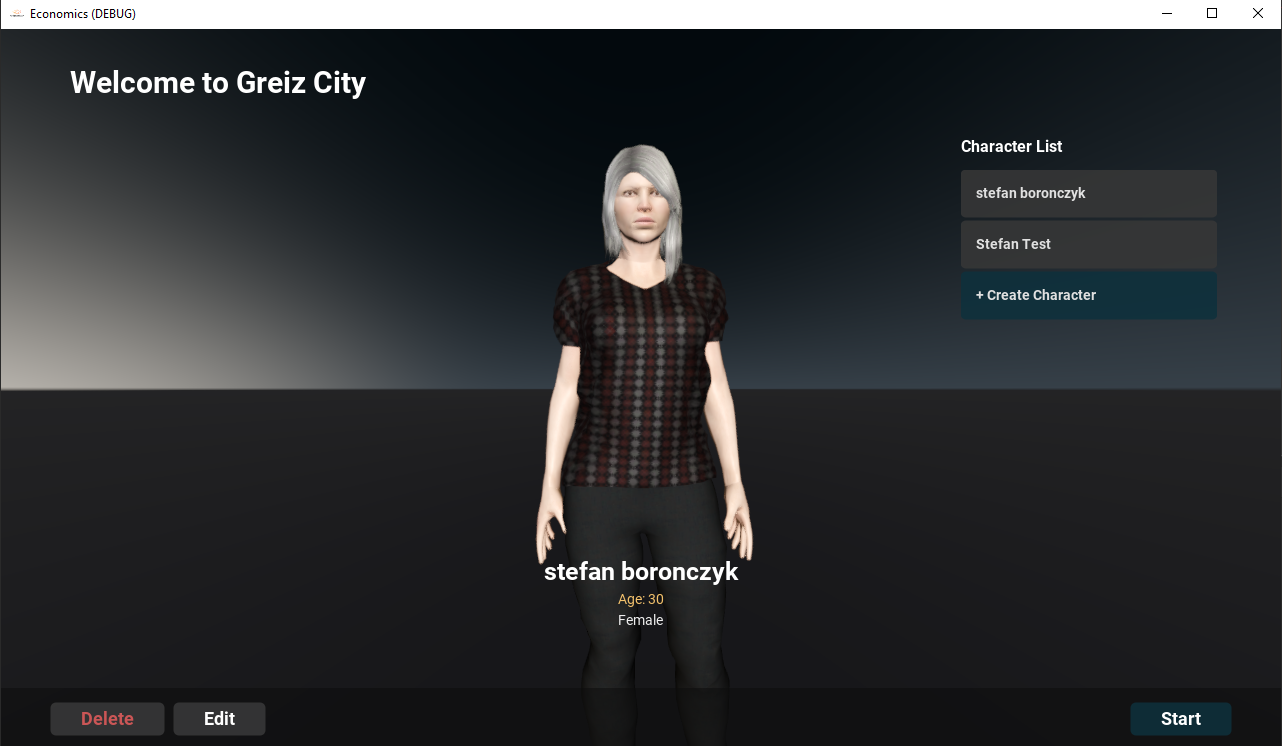 Economics (DEBUG)
Welcome to Greiz City
Character List
stefan boronczyk
Stefan Test
+ Create Character
stefan boronczyk
Age: 30
Female
Delete
Edit
Start